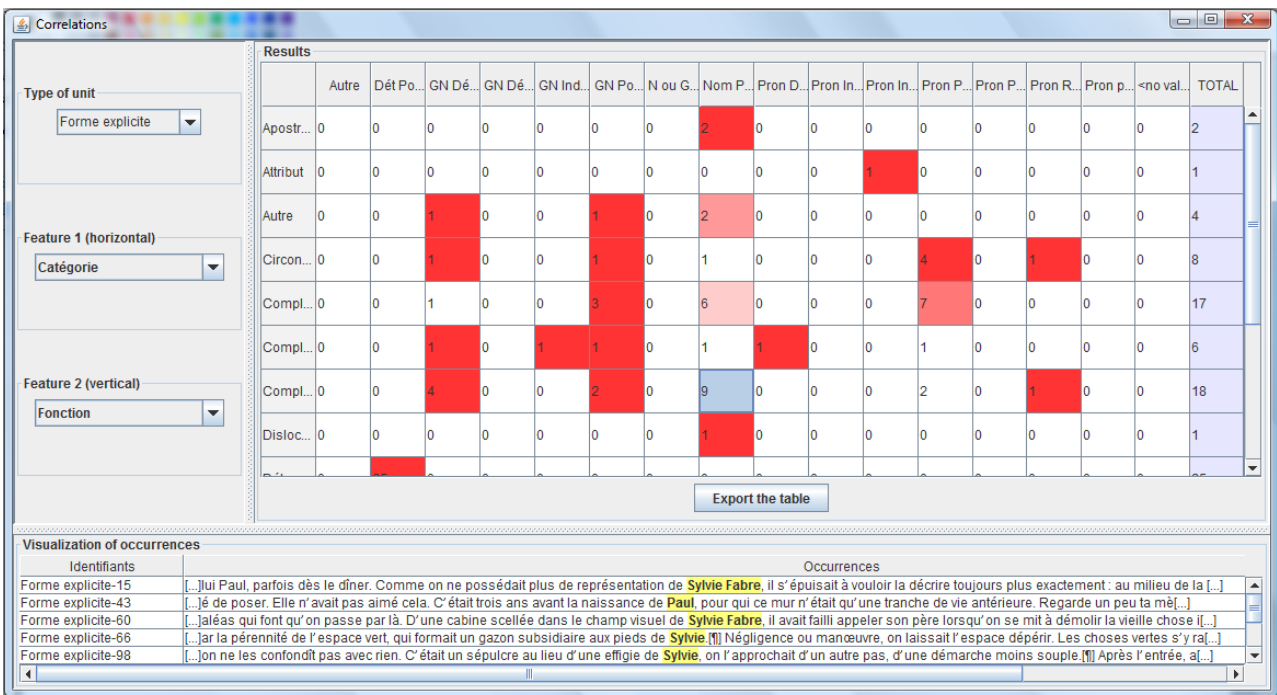 Correlations
Type of unit
Forme explicite
Feature 1 (horizontal)
Catégorie
Feature 2 (vertical)
Fonction
Results
Autre Dét Po... GN Dé... GN Dé... GN Ind... GN Po... N ou G... Nom P... Pron D... Pron In... Pron In... Pron P... Pron P... Pron R... Pron p... <no val... TOTAL
Apostr... 0 0 0 0 0 0 0 2 0 0 0 0 0 0 0 0 2
Attribut 0 0 0 0 0 0 0 0 0 0 1 0 0 0 0 0 1
Autre 0 0 1 0 0 1 0 2 0 0 0 0 0 0 0 0 4
Circon... 0 0 1 0 0 1 0 1 0 0 0 4 0 1 0 0 8
Compl... 0 0 1 0 0 3 0 6 0 0 0 7 0 0 0 0 17
Compl... 0 0 1 0 1 1 0 1 1 0 0 1 0 0 0 0 6
Compl... 0 0 4 0 0 2 0 9 0 0 0 2 0 1 0 0 18
Disloc... 0 0 0 0 0 0 0 1 0 0 0 0 0 0 0 0 1
Export the table
Visualization of occurrences
Identifiants Occurrences
Forme explicite-15 [...]lui Paul, parfois dès le dîner. Comme on ne possédait plus de représentation de Sylvie Fabre, il s'épuisait à vouloir la décrire toujours plus exactement : au milieu de la [...]
Forme explicite-43 [...]é de poser. Elle n'avait pas aimé cela. C'était trois ans avant la naissance de Paul, pour qui ce mur n'était qu'une tranche de vie antérieure. Regarde un peu ta mè[...]
Forme explicite-60 [...]aléas qui font qu'on passe par là. D'une cabine scellée dans le champ visuel de Sylvie Fabre, il avait failli appeler son père lorsqu'on se mit à démolir la vieille chose i[...]
Forme explicite-66 [...]ar la pérennité de l'espace vert, qui formait un gazon subsidiaire aux pieds de Sylvie.[¶] Négligence ou manœuvre, on laissait l'espace dépérir. Les choses vertes s'y ra[...]
Forme explicite-98 [...]on ne les confondît pas avec rien. C'était un sépulcre au lieu d'une effigie de Sylvie, on l'approchait d'un autre pas, d'une démarche moins souple.[¶] Après l'entrée, a[...]